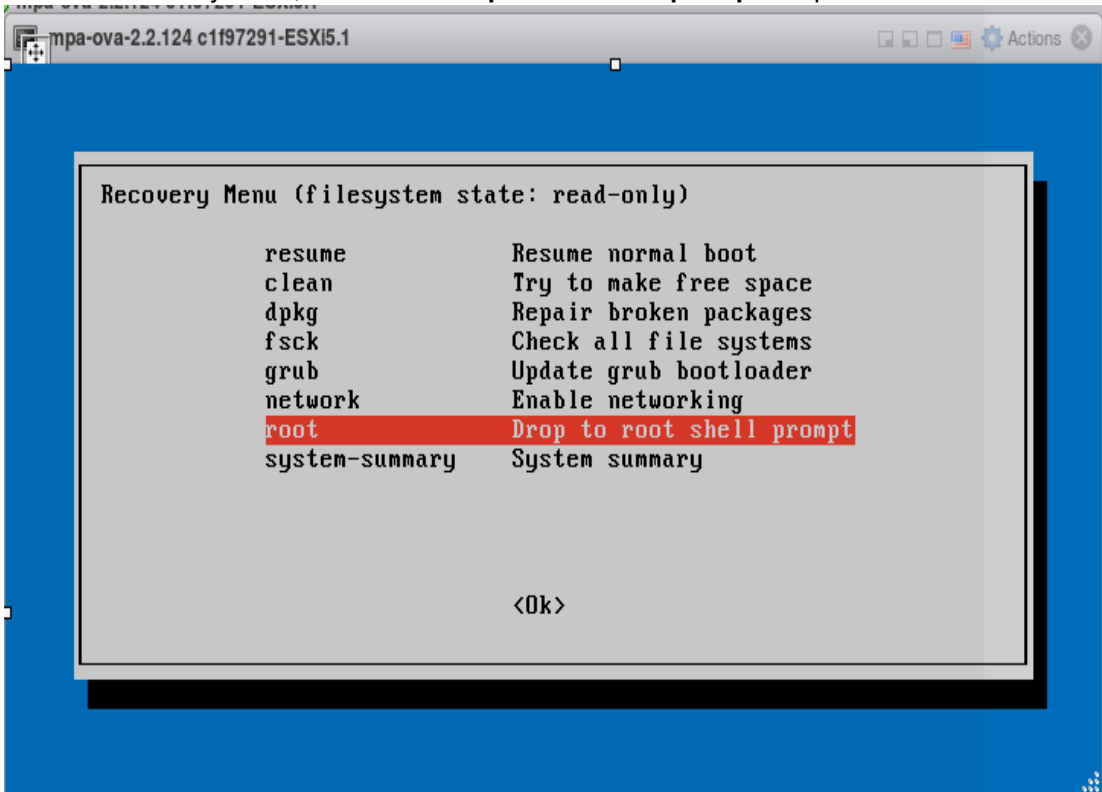 mpa-ova-2.2.124 c1f97291-ESXi5.1
Actions
Recovery Menu (filesystem state: read-only)
resume Resume normal boot
clean Try to make free space
dpkg Repair broken packages
fsck Check all file systems
grub Update grub bootloader
network Enable networking
root Drop to root shell prompt
system-summary System summary
<Ok>